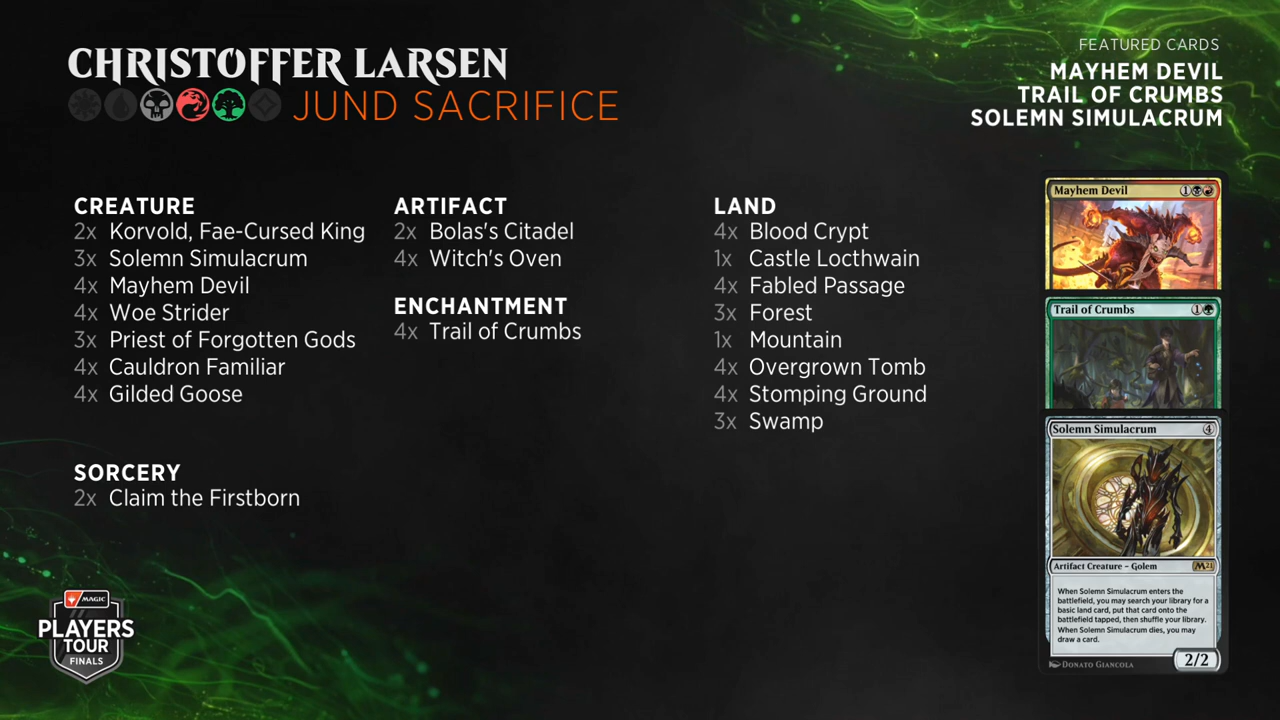 CHRISTOFFER LARSEN
JUND SACRIFICE
FEATURED CARDS
MAYHEM DEVIL
TRAIL OF CRUMBS
SOLEMN SIMULACRUM
CREATURE
2x Korvold, Fae-Cursed King
3x Solemn Simulacrum
4x Mayhem Devil
4x Woe Strider
3x Priest of Forgotten Gods
4x Cauldron Familiar
4x Gilded Goose
SORCERY
2x Claim the Firstborn
ARTIFACT
2x Bolas's Citadel
4x Witch's Oven
ENCHANTMENT
4x Trail of Crumbs
LAND
4x Blood Crypt
1x Castle Locthwain
4x Fabled Passage
3x Forest
1x Mountain
4x Overgrown Tomb
4x Stomping Ground
3x Swamp
Mayhem Devil 1
Trail of Crumbs 1
Solemn Simulacrum 4
Artifact Creature – Golem M21
When Solemn Simulacrum enters the
battlefield, you may search your library for a
basic land card, put that card onto the
battlefield tapped, then shuffle your library.
When Solemn Simulacrum dies, you may
draw a card.
Donato Giancola
2/2
MAGIC
PLAYERS
TOUR
FINALS